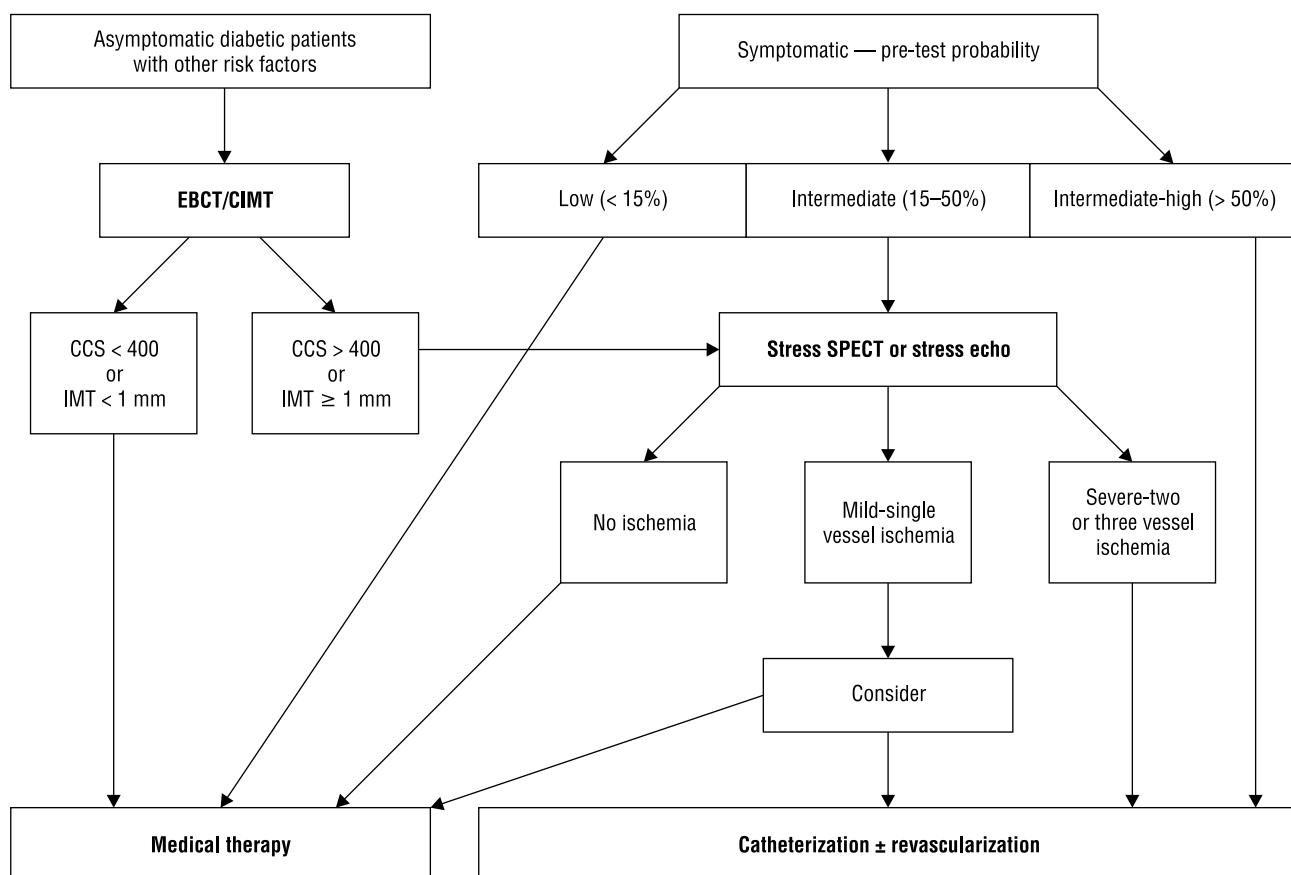 Asymptomatic diabetic patients
with other risk factors
Symptomatic — pre-test probability
EBCT/CIMT
Low (< 15%)
Intermediate (15–50%)
Intermediate-high (> 50%)
CCS < 400
or
IMT < 1 mm
CCS > 400
or
IMT ≥ 1 mm
Stress SPECT or stress echo
No ischemia
Mild-single
vessel ischemia
Severe-two
or three vessel
ischemia
Consider
Medical therapy
Catheterization ± revascularization